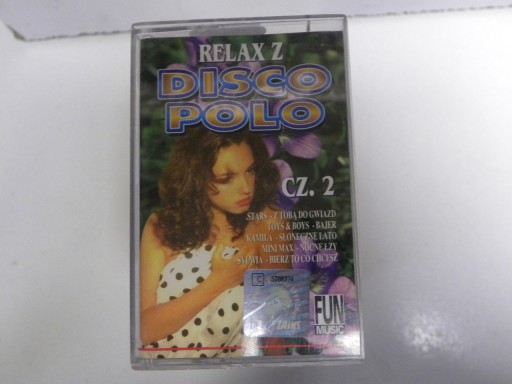 RELAX Z
DISCO
POLO
CZ. 2
STARS - Z TOBĄ DO GWIAZD
TOYS & BOYS - BAJER
KAMILA - SŁONECZNE LATO
MINI MAX - NOCNE ŁZY
SYLWIA - BIERZ TO CO CHCESZ
FUN
MUSIC